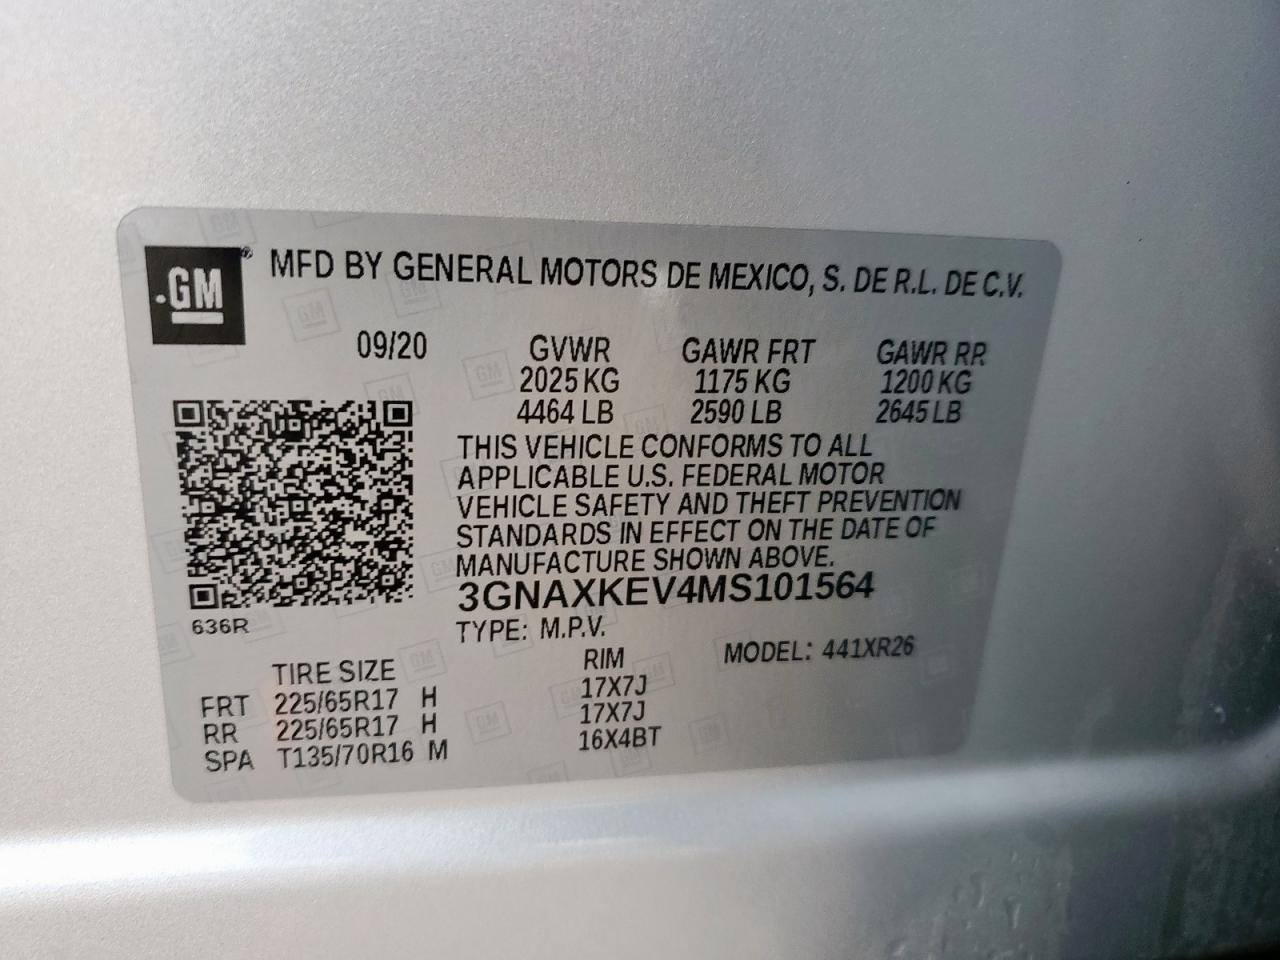 GM ® MFD BY GENERAL MOTORS DE MEXICO, S. DE R.L. DE C.V.
09/20 GVWR GAWR FRT GAWR RR
2025 KG 1175 KG 1200 KG
4464 LB 2590 LB 2645 LB
THIS VEHICLE CONFORMS TO ALL
APPLICABLE U.S. FEDERAL MOTOR
VEHICLE SAFETY AND THEFT PREVENTION
STANDARDS IN EFFECT ON THE DATE OF
MANUFACTURE SHOWN ABOVE.
3GNAXKEV4MS101564
636R
TYPE: M.P.V.
TIRE SIZE RIM MODEL: 441XR26
FRT 225/65R17 H 17X7J
RR 225/65R17 H 17X7J
SPA T135/70R16 M 16X4BT